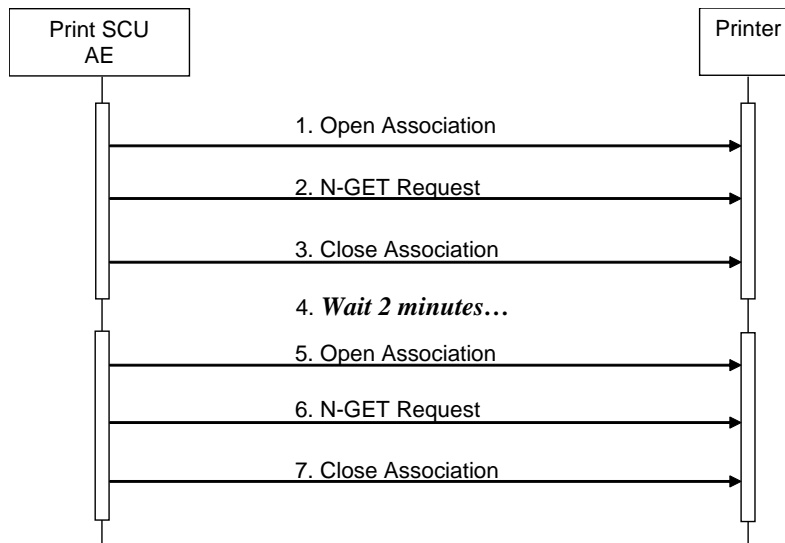 Print SCU
AE
Printer
1. Open Association
2. N-GET Request
3. Close Association
4. Wait 2 minutes…
5. Open Association
6. N-GET Request
7. Close Association